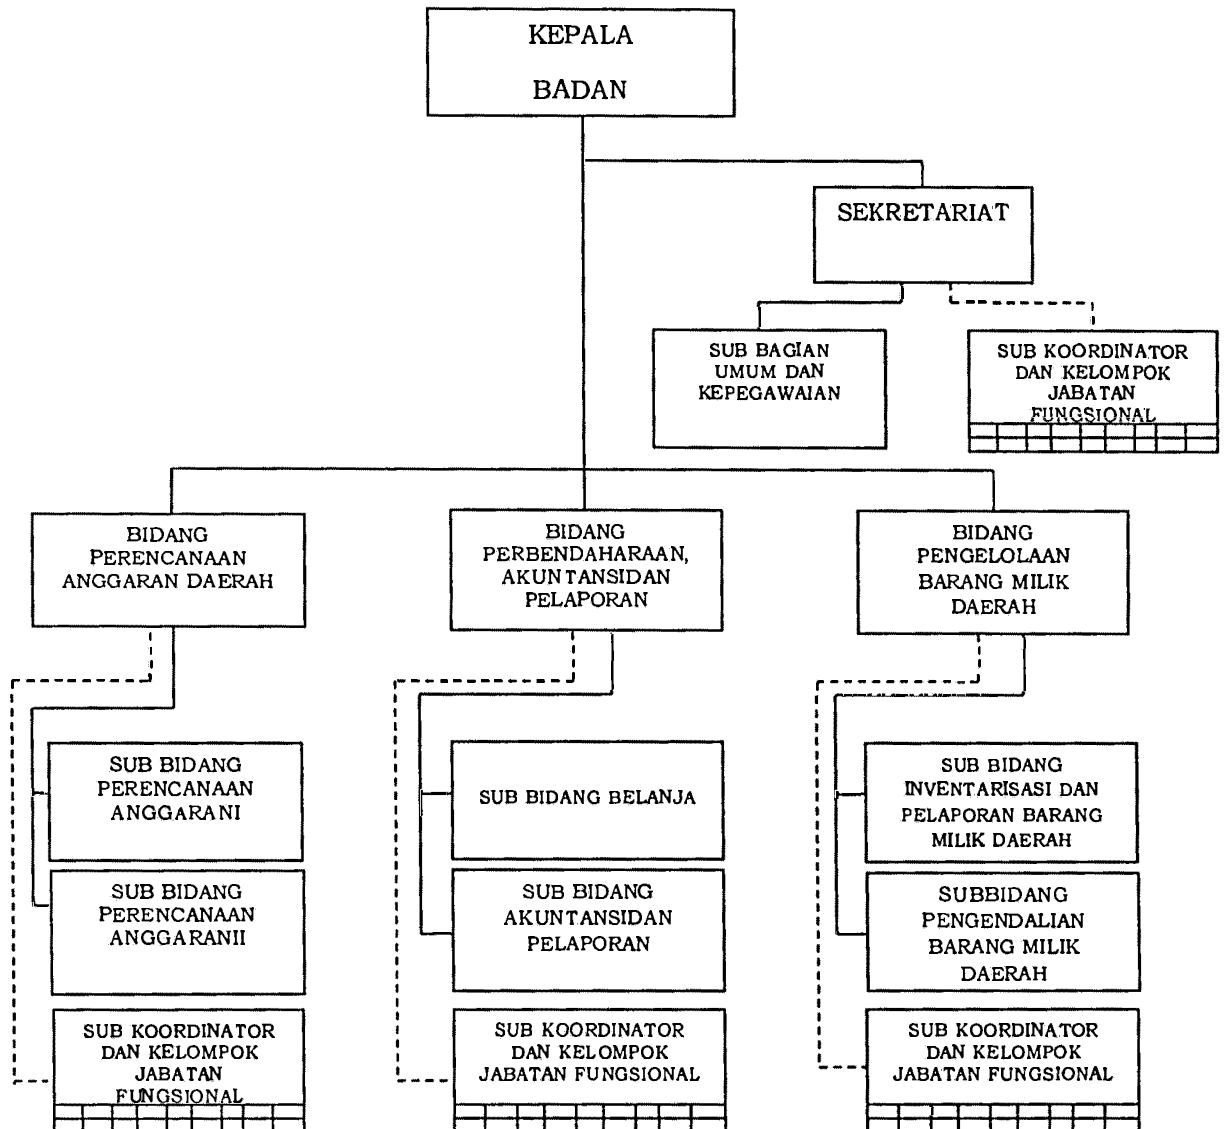 KEPALA
BADAN
SEKRETARIAT
SUB BAGIAN
UMUM DAN
KEPEGAWAIAN
SUB KOORDINATOR
DAN KELOMPOK
JABATAN
FUNGSIONAL
BIDANG
PERENCANAAN
ANGGARAN DAERAH
BIDANG
PERBENDAHARAAN,
AKUNTANSIDAN
PELAPORAN
BIDANG
PENGELOLAAN
BARANG MILIK
DAERAH
SUB BIDANG
PERENCANAAN
ANGGARANI
SUB BIDANG BELANJA
SUB BIDANG
INVENTARISASI DAN
PELAPORAN BARANG
MILIK DAERAH
SUB BIDANG
PERENCANAAN
ANGGARANII
SUB BIDANG
AKUNTANSIDAN
PELAPORAN
SUBBIDANG
PENGENDALIAN
BARANG MILIK
DAERAH
SUB KOORDINATOR
DAN KELOMPOK
JABATAN
FUNGSIONAL
SUB KOORDINATOR
DAN KELOMPOK
JABATAN FUNGSIONAL
SUB KOORDINATOR
DAN KELOMPOK
JABATAN FUNGSIONAL